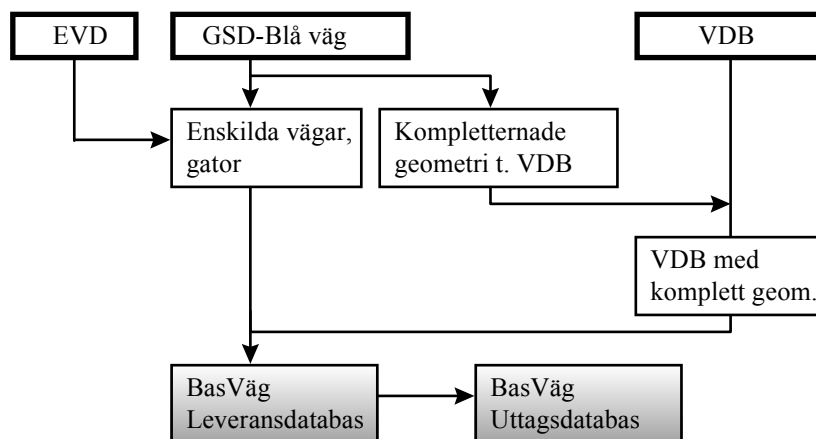 EVD
GSD-Blå väg
VDB
Enskilda vägar,
gator
Kompletternade
geometri t. VDB
VDB med
komplett geom.
BasVäg
Leveransdatabas
BasVäg
Uttagsdatabas